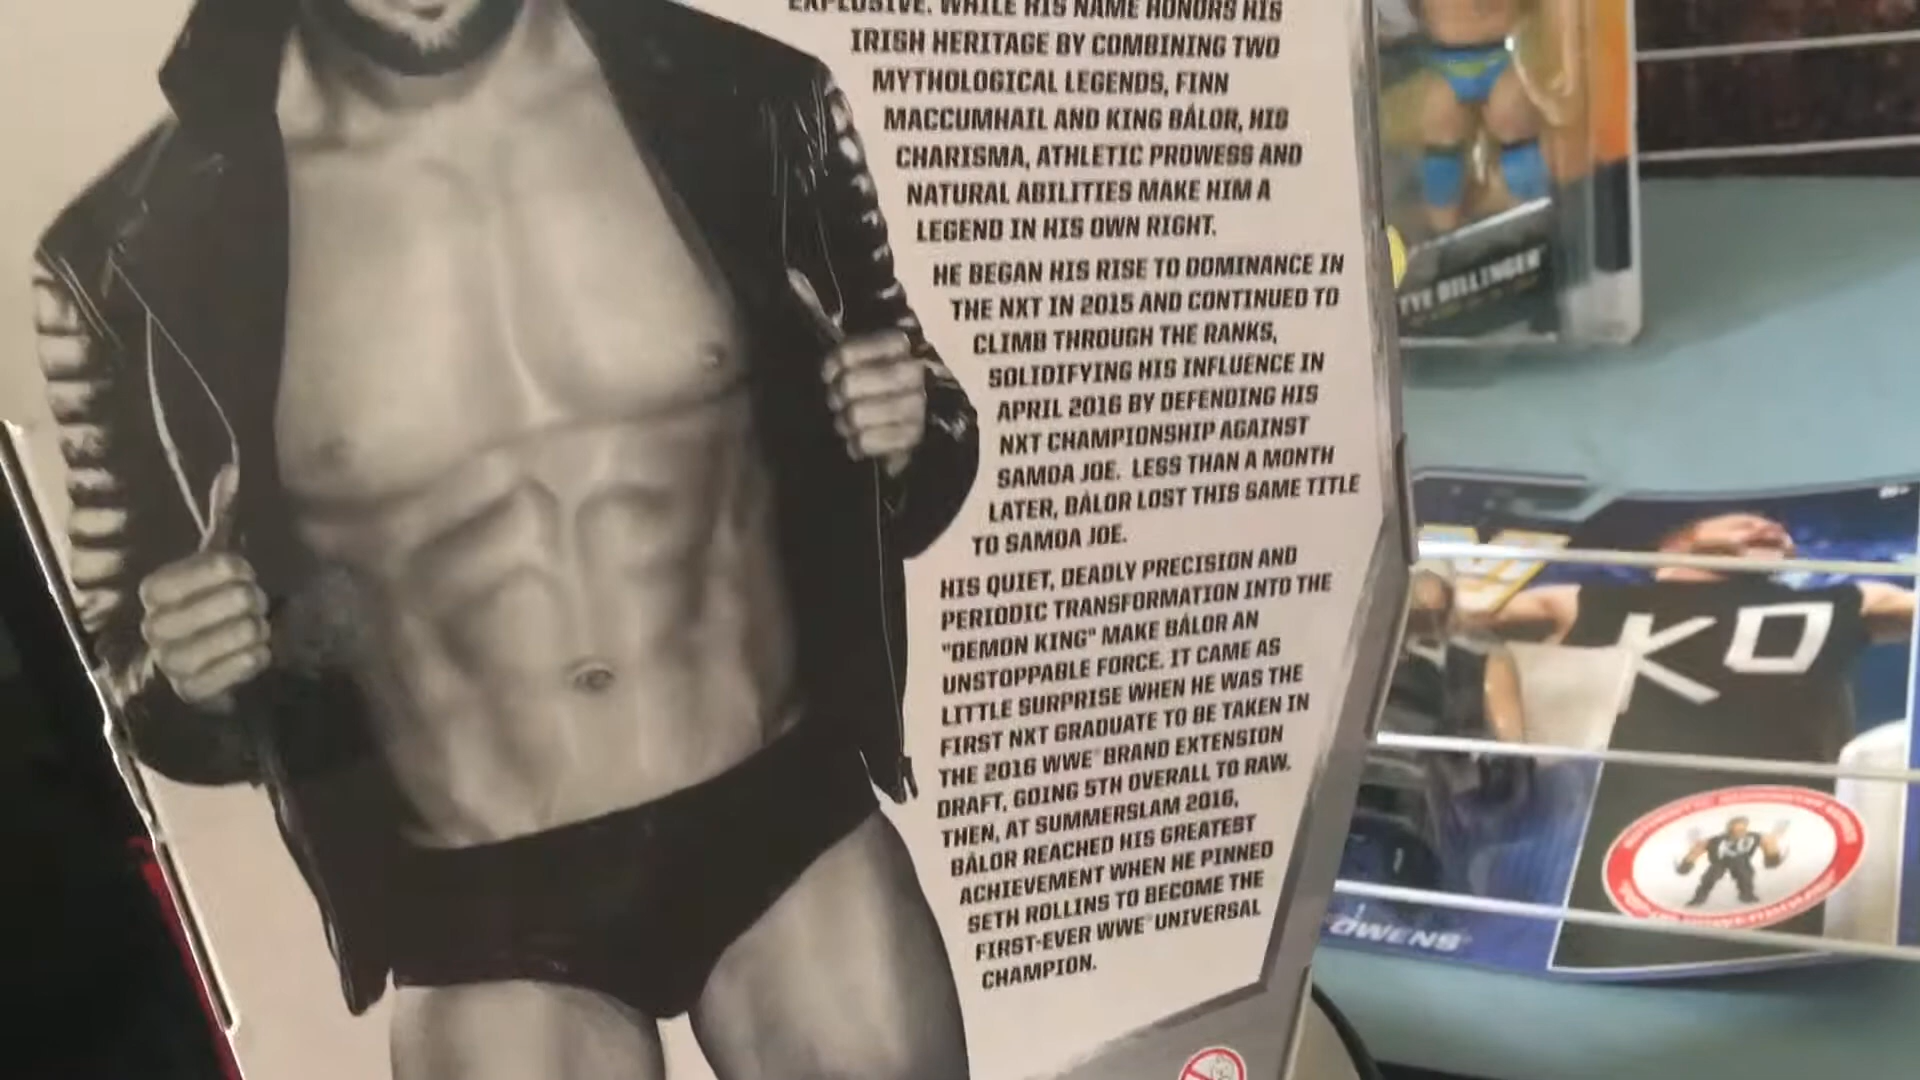 EXPLOSIVE. WHILE HIS NAME HONORS HIS
IRISH HERITAGE BY COMBINING TWO
MYTHOLOGICAL LEGENDS, FINN
MACCUMHAIL AND KING BÁLOR, HIS
CHARISMA, ATHLETIC PROWESS AND
NATURAL ABILITIES MAKE HIM A
LEGEND IN HIS OWN RIGHT.
HE BEGAN HIS RISE TO DOMINANCE IN
THE NXT IN 2015 AND CONTINUED TO
CLIMB THROUGH THE RANKS,
SOLIDIFYING HIS INFLUENCE IN
APRIL 2016 BY DEFENDING HIS
NXT CHAMPIONSHIP AGAINST
SAMOA JOE. LESS THAN A MONTH
LATER, BÁLOR LOST THIS SAME TITLE
TO SAMOA JOE.
HIS QUIET, DEADLY PRECISION AND
PERIODIC TRANSFORMATION INTO THE
"DEMON KING" MAKE BÁLOR AN
UNSTOPPABLE FORCE. IT CAME AS
LITTLE SURPRISE WHEN HE WAS THE
FIRST NXT GRADUATE TO BE TAKEN IN
THE 2016 WWE® BRAND EXTENSION
DRAFT, GOING 5TH OVERALL TO RAW.
THEN, AT SUMMERSLAM 2016,
BÁLOR REACHED HIS GREATEST
ACHIEVEMENT WHEN HE PINNED
SETH ROLLINS TO BECOME THE
FIRST-EVER WWE® UNIVERSAL
CHAMPION.
TYE DILLINGER
KO
KO
OWENS